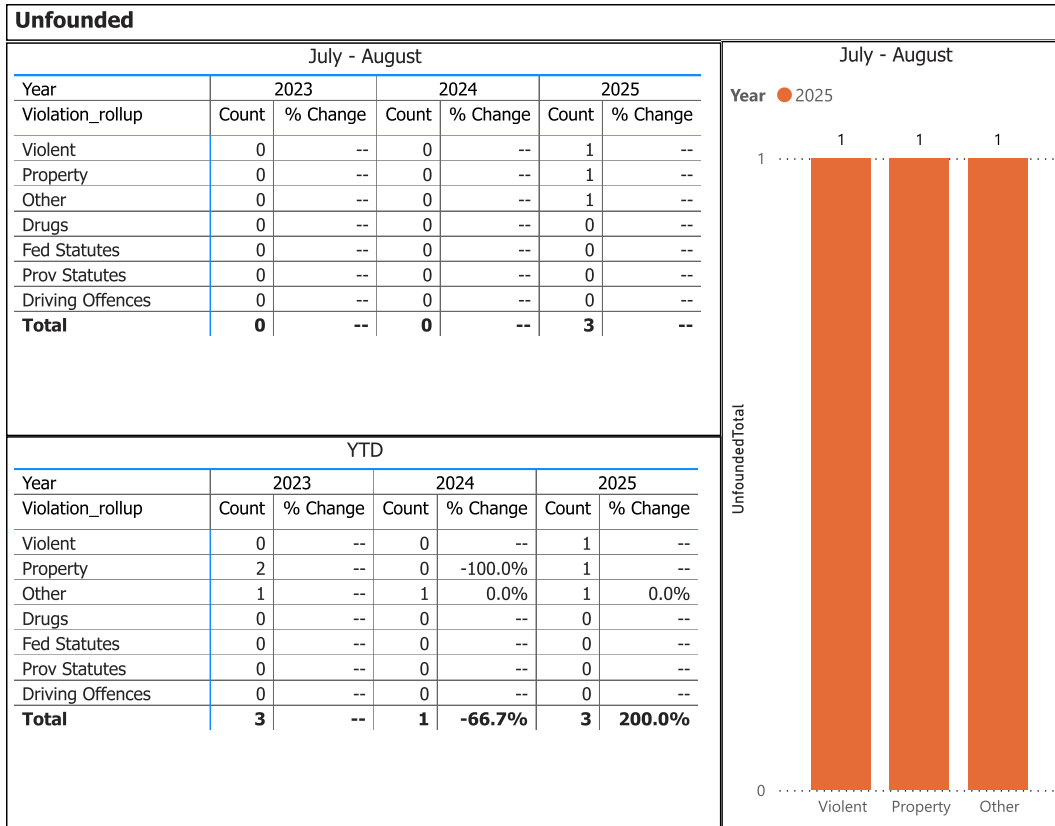 Unfounded
July - August
Year 2023 2024 2025
Violation_rollup Count % Change Count % Change Count % Change
Violent 0 -- 0 -- 1 --
Property 0 -- 0 -- 1 --
Other 0 -- 0 -- 1 --
Drugs 0 -- 0 -- 0 --
Fed Statutes 0 -- 0 -- 0 --
Prov Statutes 0 -- 0 -- 0 --
Driving Offences 0 -- 0 -- 0 --
Total 0 -- 0 -- 3 --
YTD
Year 2023 2024 2025
Violation_rollup Count % Change Count % Change Count % Change
Violent 0 -- 0 -- 1 --
Property 2 -- 0 -100.0% 1 --
Other 1 -- 1 0.0% 1 0.0%
Drugs 0 -- 0 -- 0 --
Fed Statutes 0 -- 0 -- 0 --
Prov Statutes 0 -- 0 -- 0 --
Driving Offences 0 -- 0 -- 0 --
Total 3 -- 1 -66.7% 3 200.0%
July - August
Year 2025
1 1 1
1
UnfoundedTotal
0
Violent Property Other